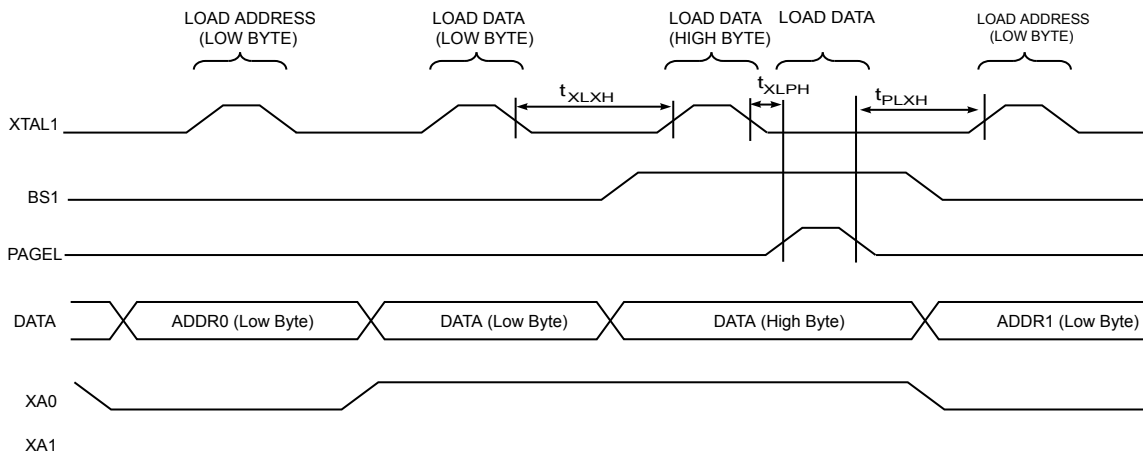 LOAD ADDRESS
(LOW BYTE)
LOAD DATA
(LOW BYTE)
LOAD DATA
(HIGH BYTE)
LOAD DATA
LOAD ADDRESS
(LOW BYTE)
tXLXH
tXLPH
tPLXH
XTAL1
BS1
PAGEL
DATA
ADDR0 (Low Byte)
DATA (Low Byte)
DATA (High Byte)
ADDR1 (Low Byte)
XA0
XA1